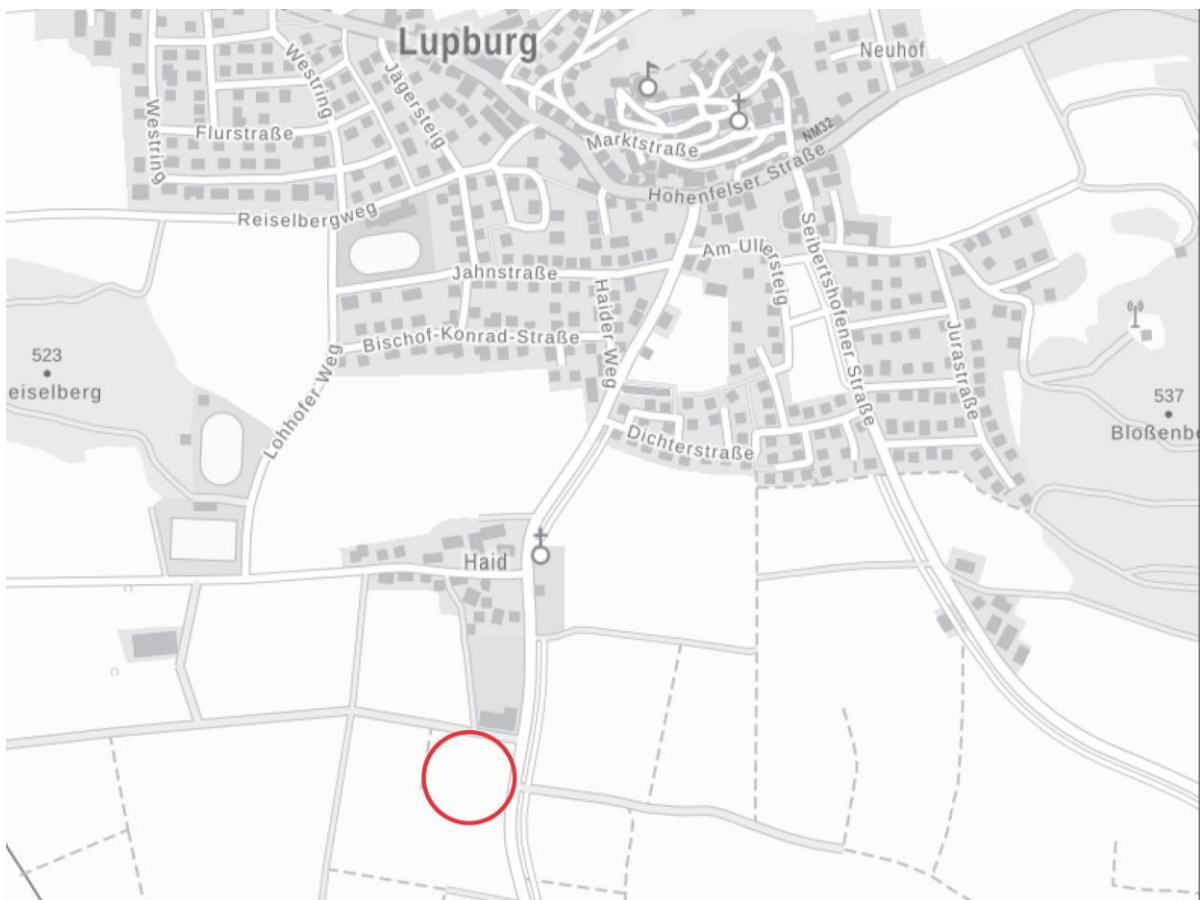 Lupburg
Neuhof
Westring
Jägersteig
Westring
Flurstraße
Marktstraße
NM32
Hohenfelser Straße
Reiselbergweg
Seibertshofener Straße
Am Ullersteig
Jahnstraße
Haider Weg
Bischof-Konrad-Straße
Jurastraße
523
eiselberg
Lohhofer Weg
537
Bloßenbe
Dichterstraße
Haid